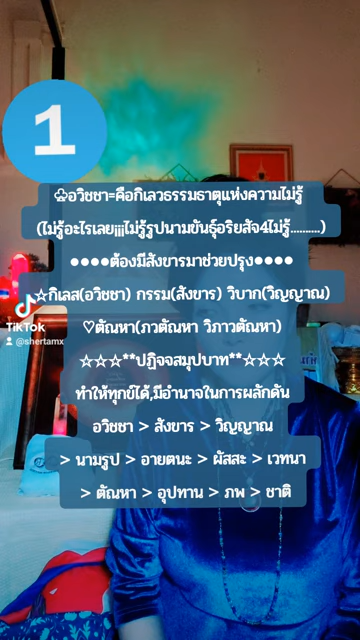 1
♧อวิชชา=คือกิเลวธรรมธาตุแห่งความไม่รู้
(ไม่รู้อะไรเลย¡¡¡ไม่รู้รูปนามขันธุ์อริยสัจ4ไม่รู้.........)
●●●●ต้องมีสังขารมาช่วยปรุง●●●●
☆กิเลส(อวิชชา) กรรม(สังขาร) วิบาก(วิญญาณ)
♡ตัณหา(ภวตัณหา วิภาวตัณหา)
☆☆☆**ปฏิจจสมุปบาท**☆☆☆
ทำให้ทุกข์ได้,มีอำนาจในการผลักดัน
อวิชชา > สังขาร > วิญญาณ
> นามรูป > อายตนะ > ผัสสะ > เวทนา
> ตัณหา > อุปทาน > ภพ > ชาติ
TikTok
@shertamx